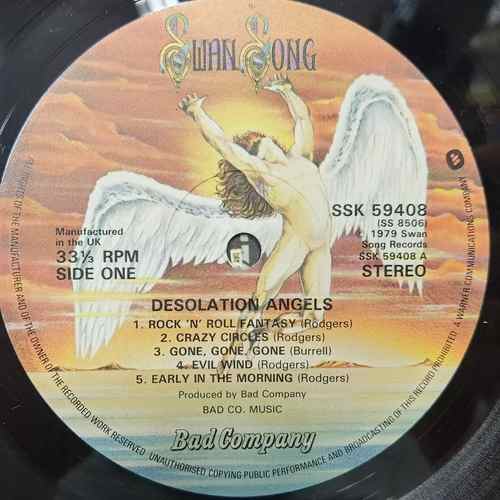 SWAN SONG
SSK 59408
(SS 8506)
℗ 1979 Swan
Song Records
SSK 59408 A
STEREO
Manufactured
in the UK
33⅓ RPM
SIDE ONE
DESOLATION ANGELS
1. ROCK 'N' ROLL FANTASY (Rodgers)
2. CRAZY CIRCLES (Rodgers)
3. GONE, GONE, GONE (Burrell)
4. EVIL WIND (Rodgers)
5. EARLY IN THE MORNING (Rodgers)
Produced by Bad Company
BAD CO. MUSIC
Bad Company
ALL RIGHTS OF THE MANUFACTURER AND OF THE OWNER OF THE RECORDED WORK RESERVED UNAUTHORISED COPYING PUBLIC PERFORMANCE AND BROADCASTING OF THIS RECORD PROHIBITED A WARNER COMMUNICATIONS COMPANY